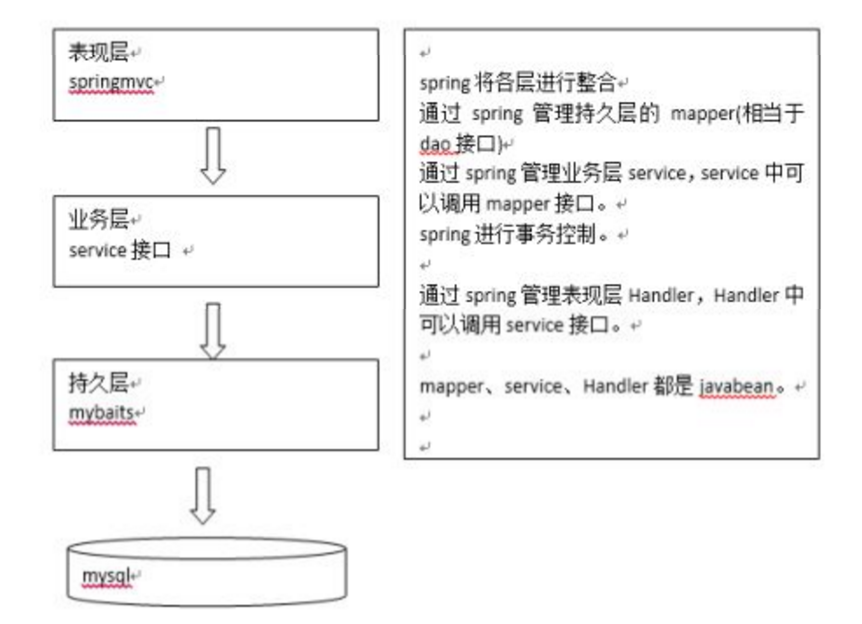 表现层
springmvc
业务层
service 接口
持久层
mybaits
mysql
spring 将各层进行整合
通过 spring 管理持久层的 mapper(相当于
dao 接口)
通过 spring 管理业务层 service，service 中可
以调用 mapper 接口。
spring 进行事务控制。
通过 spring 管理表现层 Handler，Handler 中
可以调用 service 接口。
mapper、service、Handler 都是 javabean。